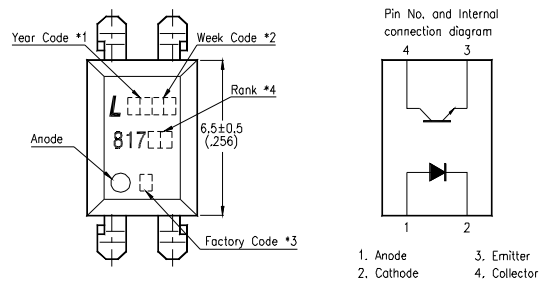 Pin No. and Internal
connection diagram
Year Code *1
Week Code *2
4 3
L
Rank *4
817
6.5±0.5
(.256)
Anode
Factory Code *3
1 2
1. Anode 3. Emitter
2. Cathode 4. Collector